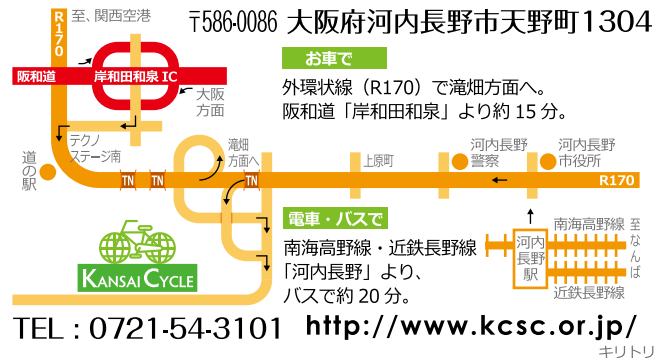 〒586-0086 大阪府河内長野市天野町1304
R170
至、関西空港
お車で
外環状線（R170）で滝畑方面へ。
阪和道「岸和田和泉」より約15分。
阪和道
岸和田和泉IC
大阪
方面
テクノ
ステージ南
道の駅
滝畑
方面へ
上原町
河内長野
警察
河内長野
市役所
TN
TN
TN
R170
電車・バスで
南海高野線・近鉄長野線
「河内長野」より、
バスで約20分。
南海高野線
至なんば
河内
長野
駅
近鉄長野線
KANSAI CYCLE
TEL：0721-54-3101 http://www.kcsc.or.jp/
キリトリ